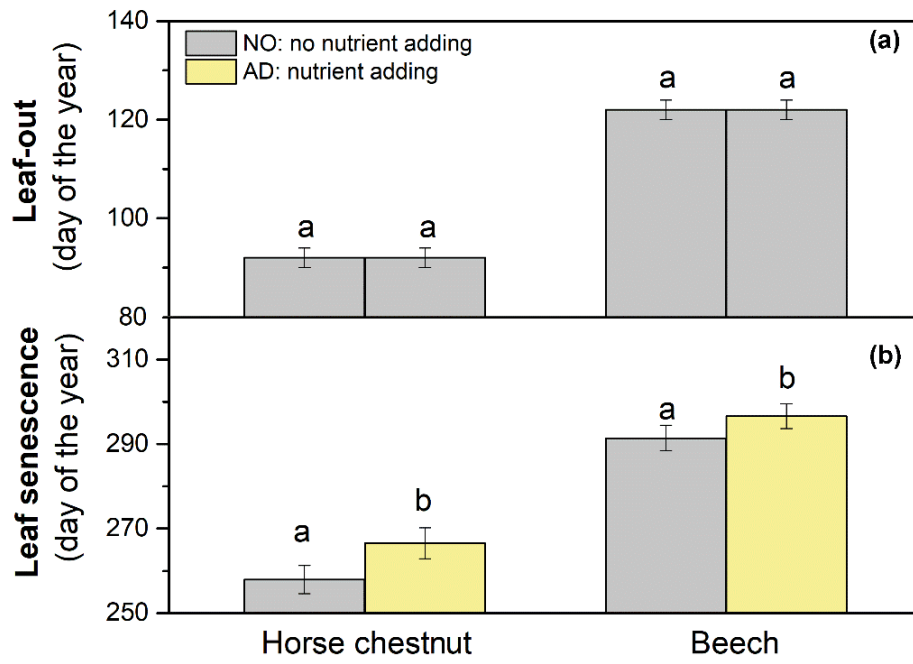 140
120
100
80
Leaf-out
(day of the year)
NO: no nutrient adding
AD: nutrient adding
(a)
a
a
a
a
310
290
270
250
Leaf senescence
(day of the year)
(b)
a
b
a
b
Horse chestnut
Beech